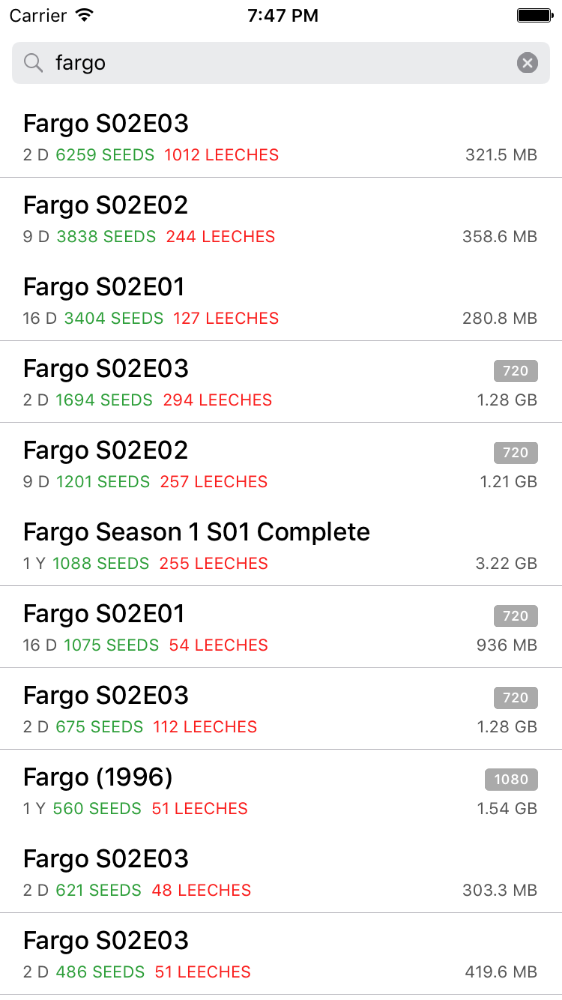 Carrier 7:47 PM
fargo
Fargo S02E03
2 D 6259 SEEDS 1012 LEECHES 321.5 MB
Fargo S02E02
9 D 3838 SEEDS 244 LEECHES 358.6 MB
Fargo S02E01
16 D 3404 SEEDS 127 LEECHES 280.8 MB
Fargo S02E03 720
2 D 1694 SEEDS 294 LEECHES 1.28 GB
Fargo S02E02 720
9 D 1201 SEEDS 257 LEECHES 1.21 GB
Fargo Season 1 S01 Complete
1 Y 1088 SEEDS 255 LEECHES 3.22 GB
Fargo S02E01 720
16 D 1075 SEEDS 54 LEECHES 936 MB
Fargo S02E03 720
2 D 675 SEEDS 112 LEECHES 1.28 GB
Fargo (1996) 1080
1 Y 560 SEEDS 51 LEECHES 1.54 GB
Fargo S02E03
2 D 621 SEEDS 48 LEECHES 303.3 MB
Fargo S02E03
2 D 486 SEEDS 51 LEECHES 419.6 MB